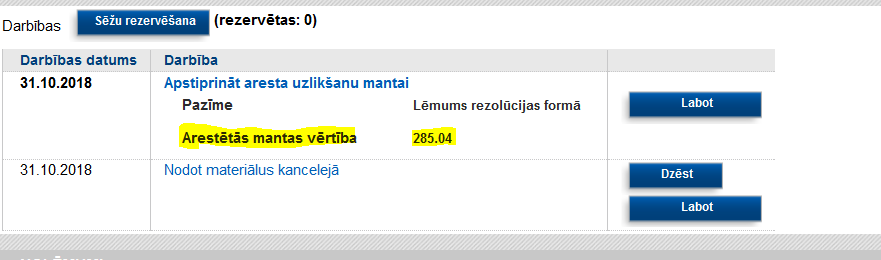 Darbības Sēžu rezervēšana (rezervētas: 0)
Darbības datums Darbība
31.10.2018 Apstiprināt aresta uzlikšanu mantai
Pazīme Lēmums rezolūcijas formā
Labot
Arestētās mantas vērtība 285.04
31.10.2018 Nodot materiālus kancelejā
Dzēst
Labot